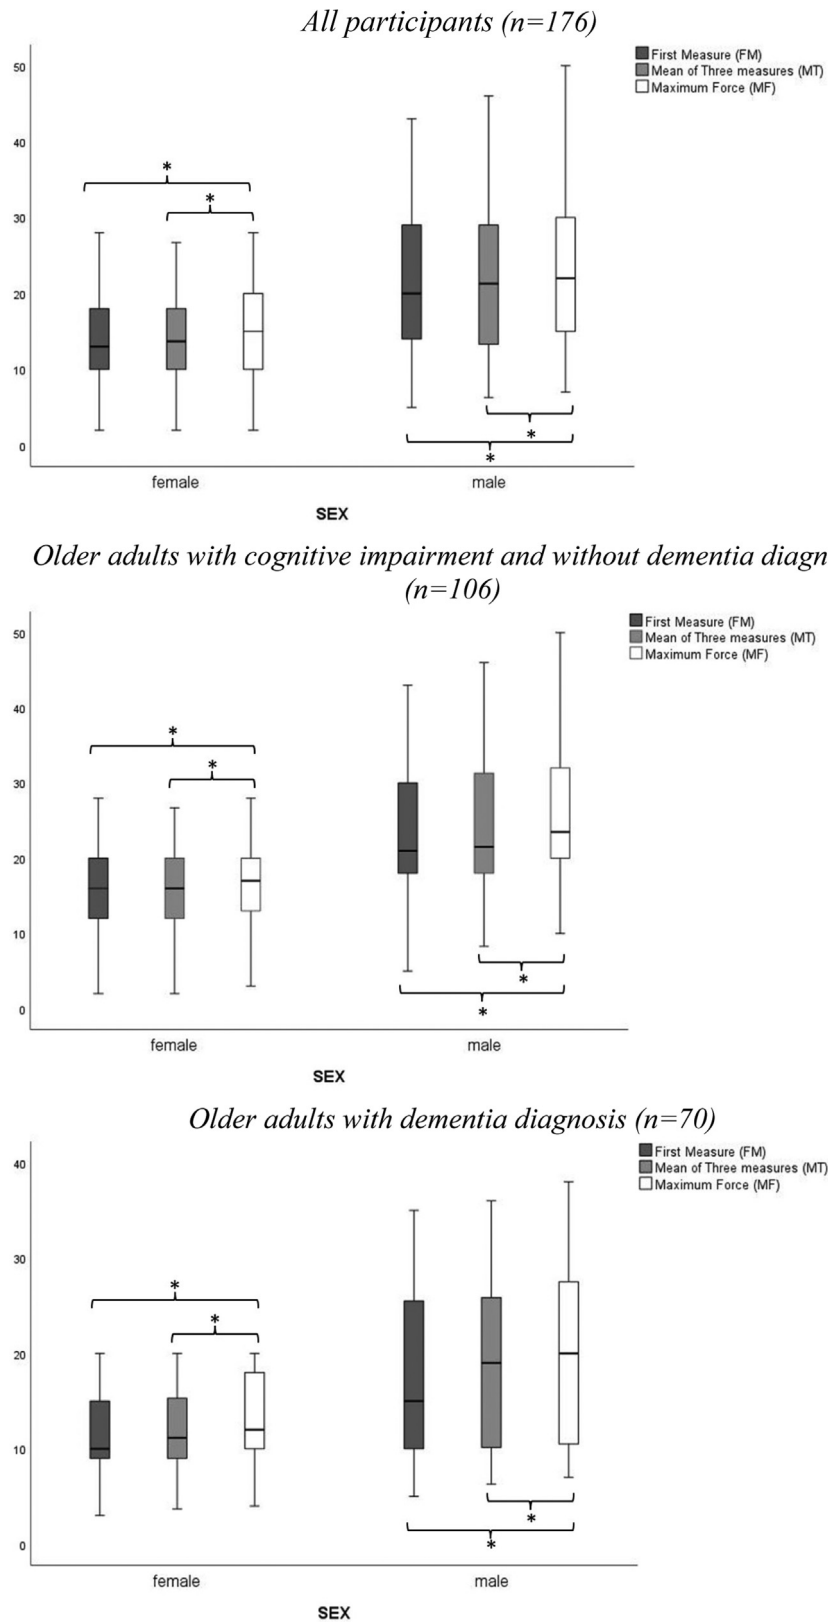 All participants (n=176)
First Measure (FM)
Mean of Three measures (MT)
Maximum Force (MF)
50
40
30
20
10
0
*
*
*
*
female
male
SEX
Older adults with cognitive impairment and without dementia diagn
(n=106)
First Measure (FM)
Mean of Three measures (MT)
Maximum Force (MF)
50
40
30
20
10
0
*
*
*
*
female
male
SEX
Older adults with dementia diagnosis (n=70)
First Measure (FM)
Mean of Three measures (MT)
Maximum Force (MF)
40
30
20
10
0
*
*
*
*
female
male
SEX